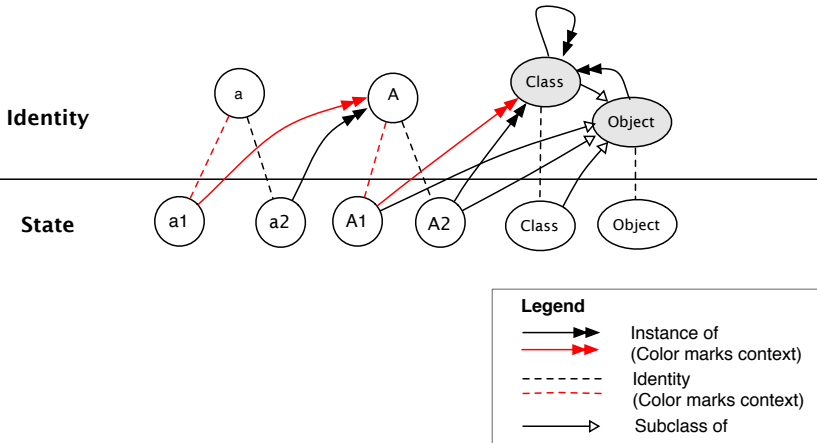 Class
a
A
Object
Identity
State
a1
a2
A1
A2
Class
Object
Legend
Instance of
(Color marks context)
Identity
(Color marks context)
Subclass of